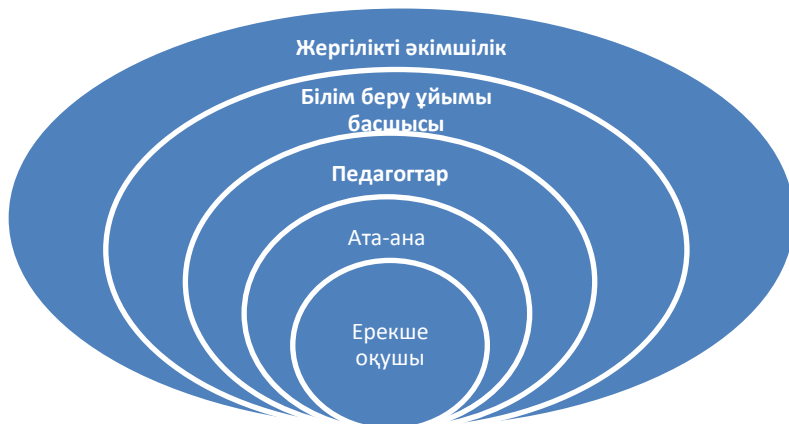 Жергілікті әкімшілік
Білім беру ұйымы
басшысы
Педагогтар
Ата-ана
Ерекше
оқушы